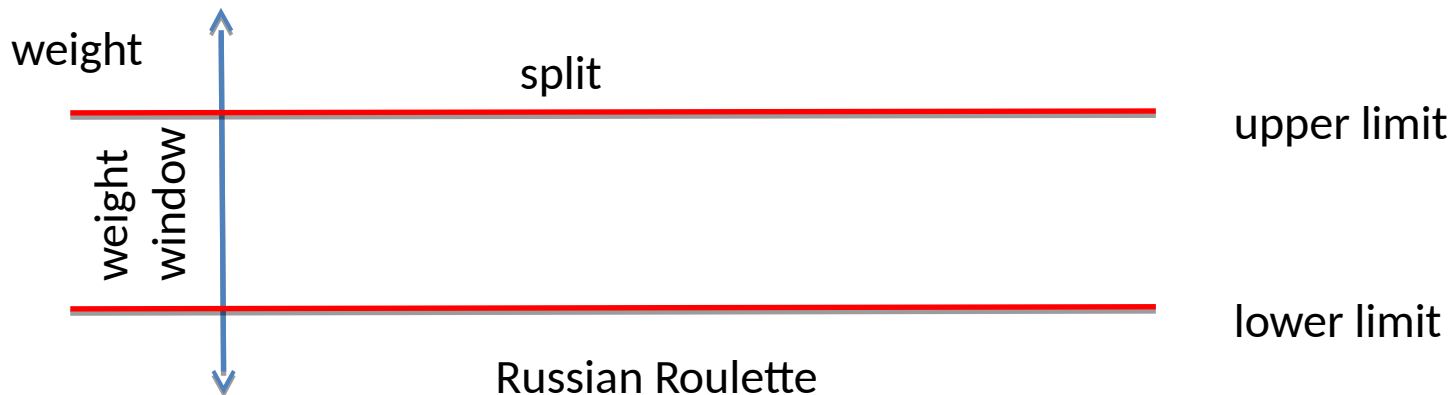 weight
split
upper limit
weight
window
lower limit
Russian Roulette